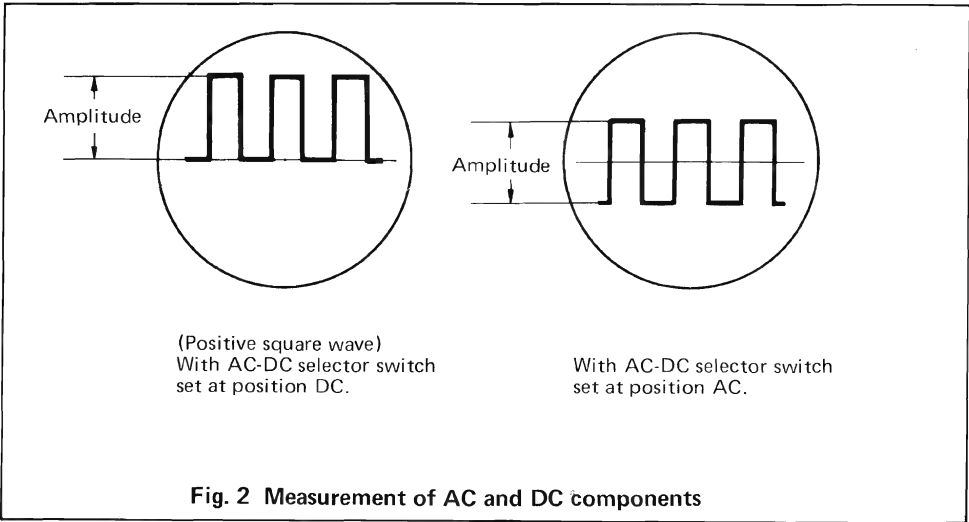 Amplitude
Amplitude
(Positive square wave)
With AC-DC selector switch
set at position DC.
With AC-DC selector switch
set at position AC.
Fig. 2 Measurement of AC and DC components